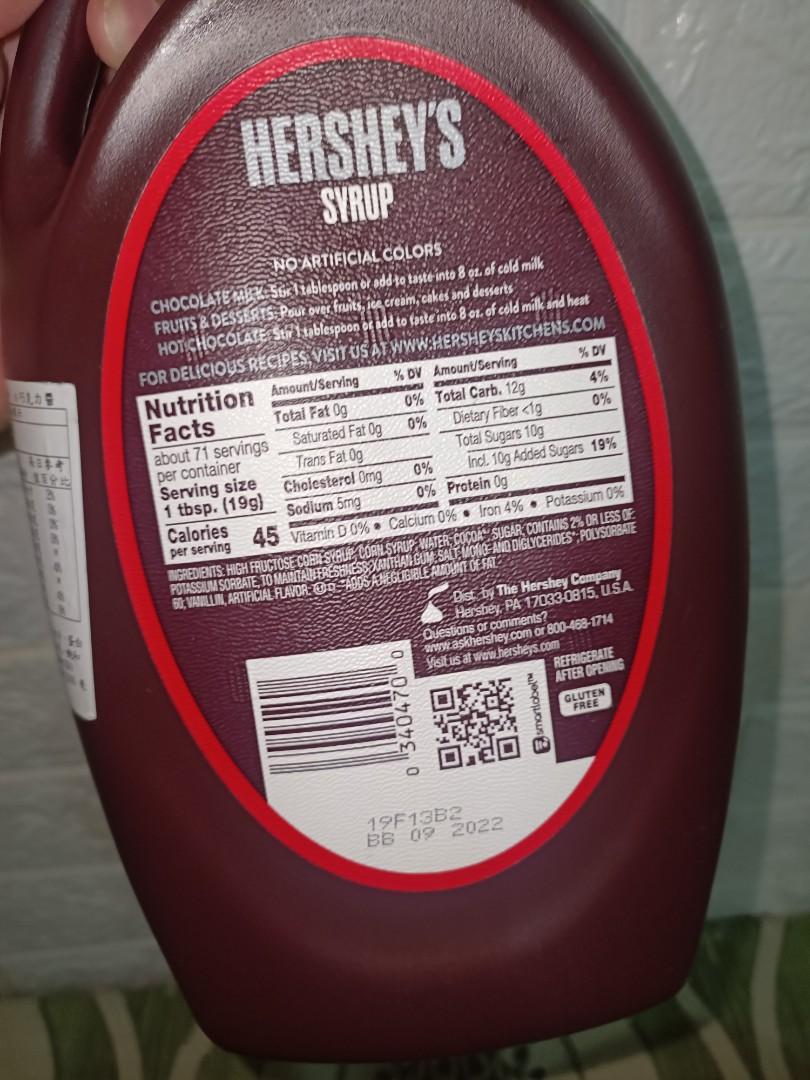 HERSHEY'S
SYRUP
NO ARTIFICIAL COLORS
CHOCOLATE MILK: Stir 1 tablespoon or add to taste into 8 oz. of cold milk
FRUITS & DESSERTS: Pour over fruits, ice cream, cakes and desserts
HOT CHOCOLATE: Stir 1 tablespoon or add to taste into 8 oz. of cold milk and heat
FOR DELICIOUS RECIPES, VISIT US AT WWW.HERSHEYSKITCHENS.COM
Nutrition
Facts
about 71 servings
per container
Serving size
1 tbsp. (19g)
Calories
per serving 45
Amount/Serving % DV
Total Fat 0g 0%
Saturated Fat 0g 0%
Trans Fat 0g
Cholesterol 0mg 0%
Sodium 5mg 0%
Amount/Serving % DV
Total Carb. 12g 4%
Dietary Fiber <1g 0%
Total Sugars 10g
Incl. 10g Added Sugars 19%
Protein 0g
Vitamin D 0% • Calcium 0% • Iron 4% • Potassium 0%
INGREDIENTS: HIGH FRUCTOSE CORN SYRUP; CORN SYRUP; WATER; COCOA; SUGAR; CONTAINS 2% OR LESS OF:
POTASSIUM SORBATE, TO MAINTAIN FRESHNESS; XANTHAN GUM; SALT; MONO- AND DIGLYCERIDES*; POLYSORBATE
60; VANILLIN, ARTIFICIAL FLAVOR. *ADDS A NEGLIGIBLE AMOUNT OF FAT.
Dist. by The Hershey Company
Hershey, PA 17033-0815, U.S.A.
Questions or comments?
www.askhershey.com or 800-468-1714
Visit us at www.hersheys.com
REFRIGERATE
AFTER OPENING
GLUTEN
FREE
smartlabel™
0 340470 0
19F13B2
BB 09 2022